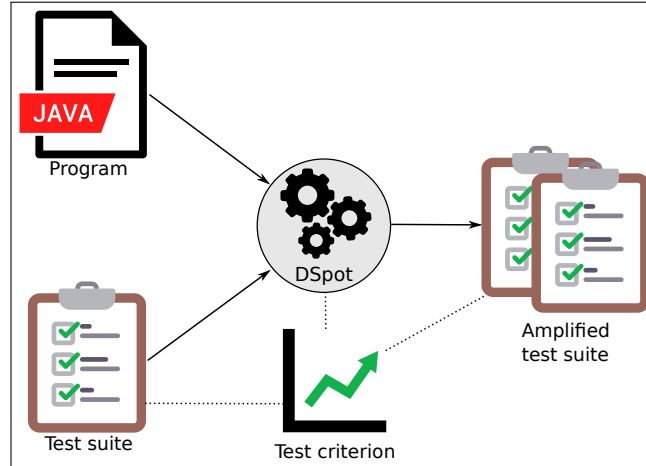 JAVA
Program
DSpot
Amplified
test suite
Test suite
Test criterion